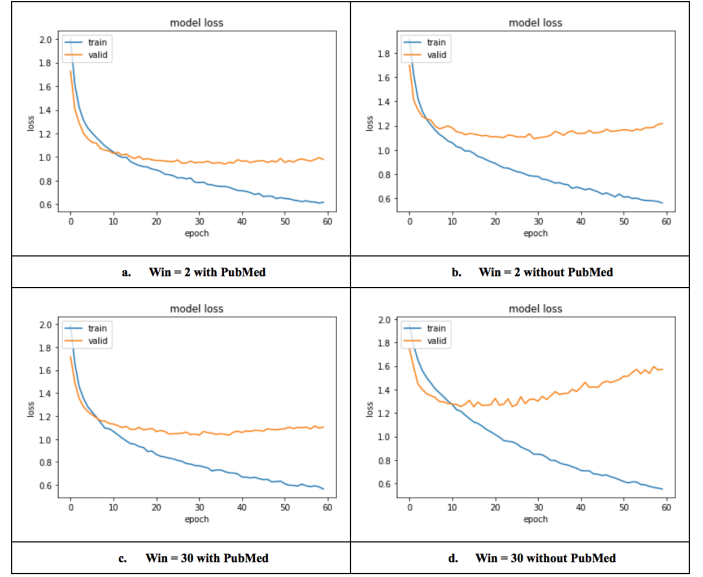 model loss
train
valid
2.0
1.8
1.6
1.4
1.2
1.0
0.8
0.6
loss
0 10 20 30 40 50 60
epoch
a. Win = 2 with PubMed
model loss
train
valid
1.8
1.6
1.4
1.2
1.0
0.8
0.6
loss
0 10 20 30 40 50 60
epoch
b. Win = 2 without PubMed
model loss
train
valid
2.0
1.8
1.6
1.4
1.2
1.0
0.8
0.6
loss
0 10 20 30 40 50 60
epoch
c. Win = 30 with PubMed
model loss
train
valid
2.0
1.8
1.6
1.4
1.2
1.0
0.8
0.6
loss
0 10 20 30 40 50 60
epoch
d. Win = 30 without PubMed